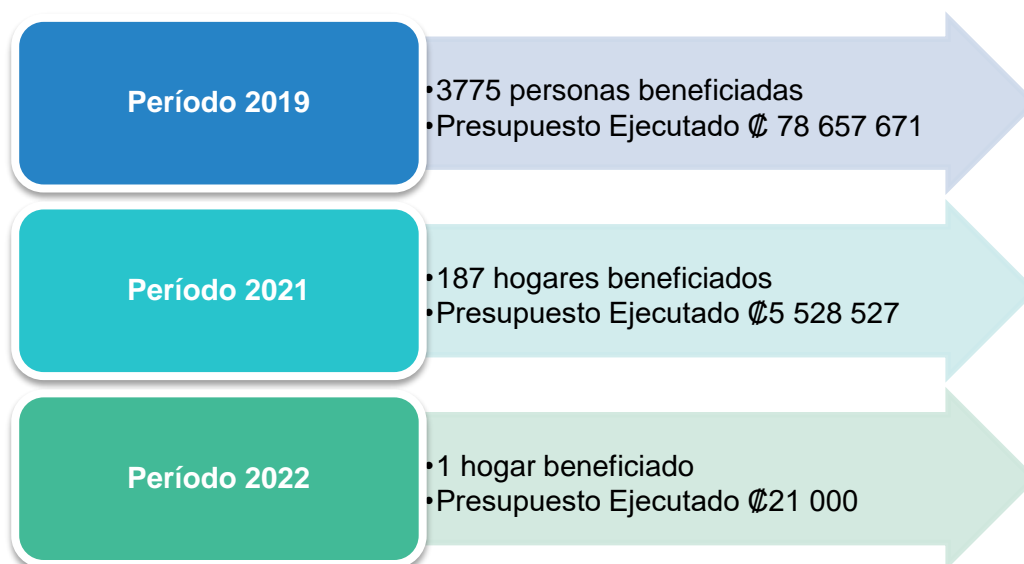 Período 2019
•3775 personas beneficiadas
•Presupuesto Ejecutado ₡ 78 657 671
Período 2021
•187 hogares beneficiados
•Presupuesto Ejecutado ₡5 528 527
Período 2022
•1 hogar beneficiado
•Presupuesto Ejecutado ₡21 000